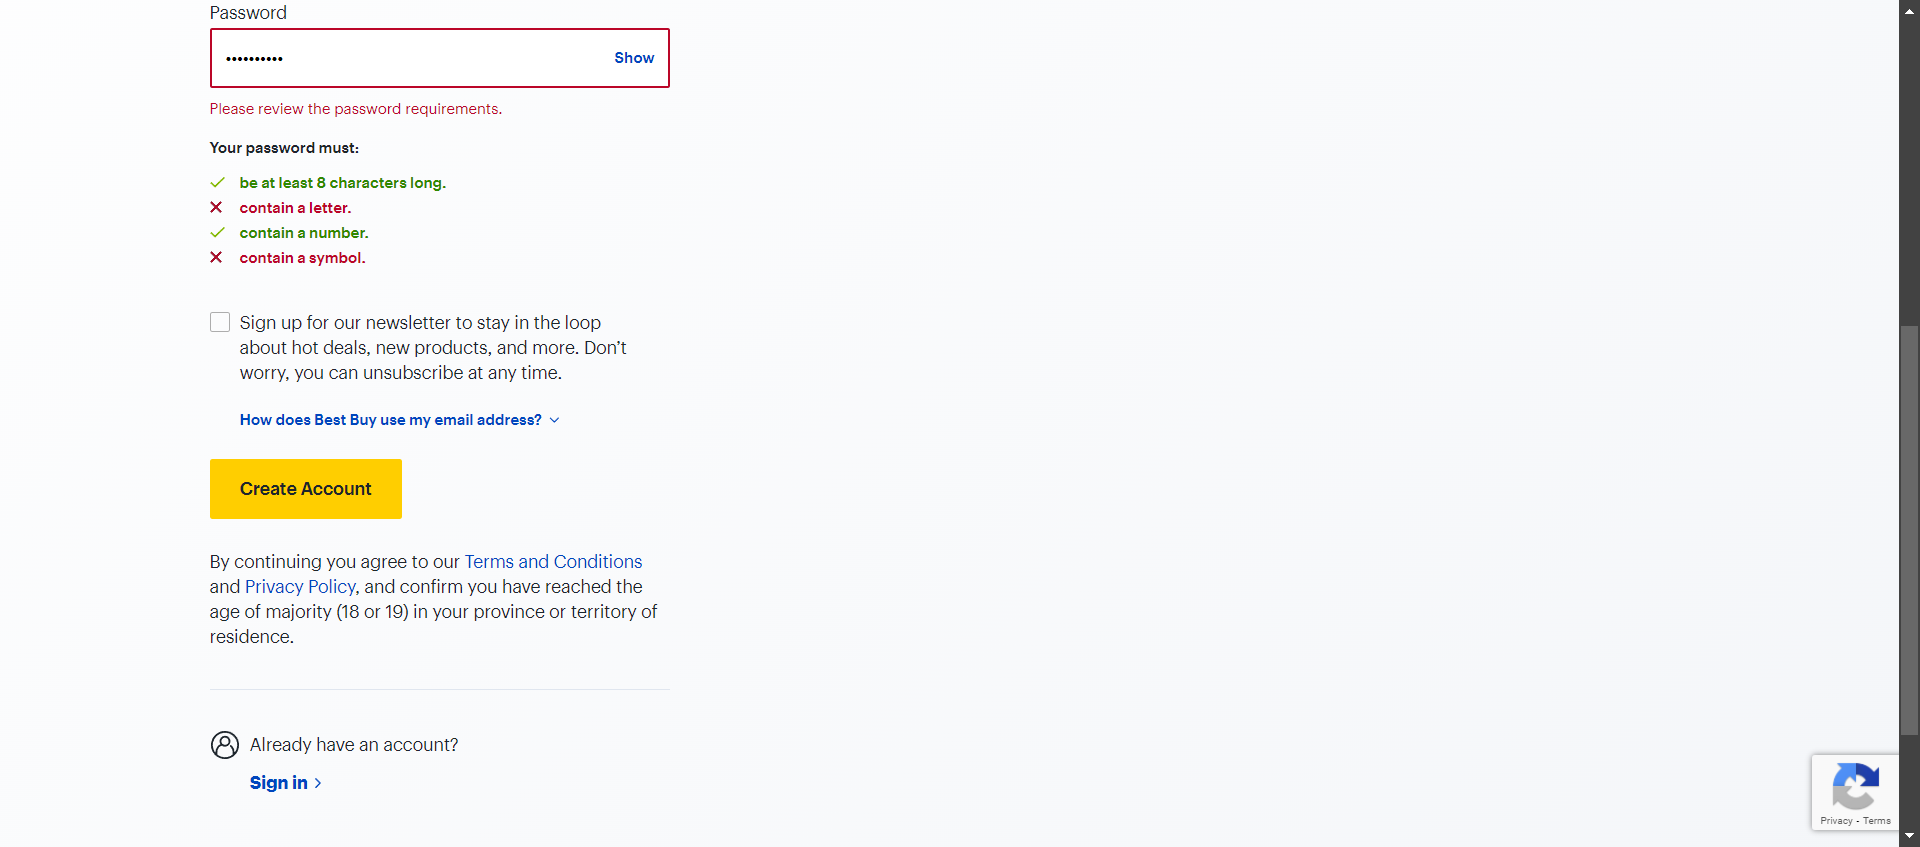 Password
••••••••••
Show
Please review the password requirements.
Your password must:
be at least 8 characters long.
contain a letter.
contain a number.
contain a symbol.
Sign up for our newsletter to stay in the loop
about hot deals, new products, and more. Don’t
worry, you can unsubscribe at any time.
How does Best Buy use my email address?
Create Account
By continuing you agree to our Terms and Conditions
and Privacy Policy, and confirm you have reached the
age of majority (18 or 19) in your province or territory of
residence.
Already have an account?
Sign in
Privacy - Terms